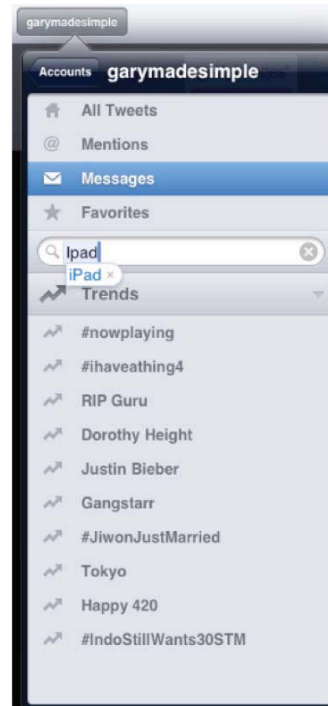 garymadesimple
Accounts garymadesimple
All Tweets
@ Mentions
Messages
Favorites
Ipad
iPad ×
Trends
#nowplaying
#ihaveathing4
RIP Guru
Dorothy Height
Justin Bieber
Gangstarr
#JiwonJustMarried
Tokyo
Happy 420
#IndoStillWants30STM